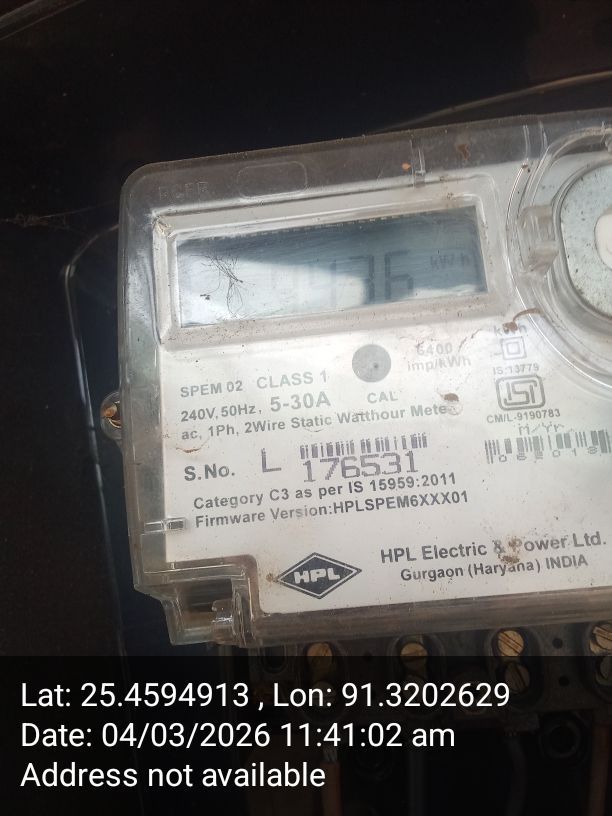 436 kWh
6400
imp/kWh
SPEM 02 CLASS 1
240V, 50Hz, 5-30A CAL
ac, 1Ph, 2Wire Static Watthour Meter
IS:13779
ISI
CM/L-9190783
M/Yr
S.No. L 176531
Category C3 as per IS 15959:2011
Firmware Version:HPLSPEM6XXX01
HPL
HPL Electric & Power Ltd.
Gurgaon (Haryana) INDIA
Lat: 25.4594913 , Lon: 91.3202629
Date: 04/03/2026 11:41:02 am
Address not available